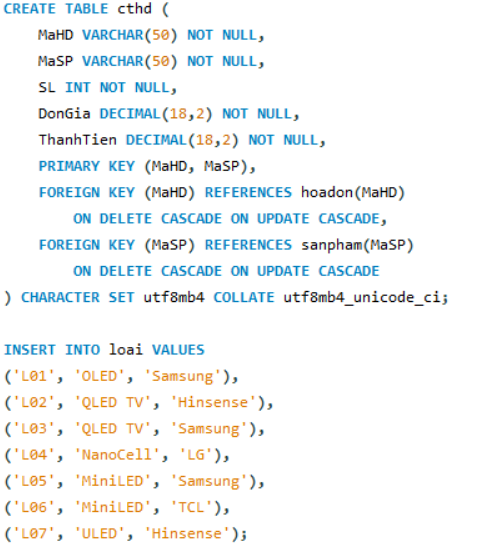 CREATE TABLE cthd (
    MaHD VARCHAR(50) NOT NULL,
    MaSP VARCHAR(50) NOT NULL,
    SL INT NOT NULL,
    DonGia DECIMAL(18,2) NOT NULL,
    ThanhTien DECIMAL(18,2) NOT NULL,
    PRIMARY KEY (MaHD, MaSP),
    FOREIGN KEY (MaHD) REFERENCES hoadon(MaHD)
        ON DELETE CASCADE ON UPDATE CASCADE,
    FOREIGN KEY (MaSP) REFERENCES sanpham(MaSP)
        ON DELETE CASCADE ON UPDATE CASCADE
) CHARACTER SET utf8mb4 COLLATE utf8mb4_unicode_ci;

INSERT INTO loai VALUES
('L01', 'OLED', 'Samsung'),
('L02', 'QLED TV', 'Hinsense'),
('L03', 'QLED TV', 'Samsung'),
('L04', 'NanoCell', 'LG'),
('L05', 'MiniLED', 'Samsung'),
('L06', 'MiniLED', 'TCL'),
('L07', 'ULED', 'Hinsense');